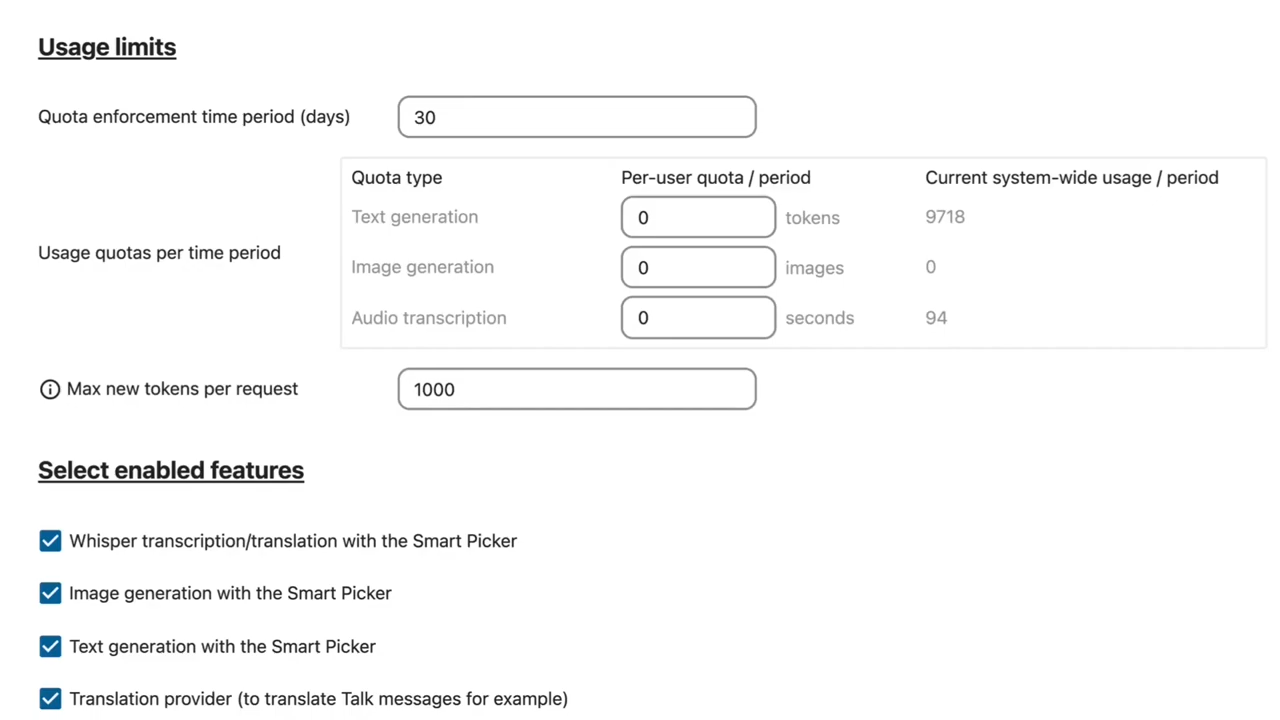 Usage limits
Quota enforcement time period (days) 30
Quota type Per-user quota / period Current system-wide usage / period
Text generation 0 tokens 9718
Usage quotas per time period
Image generation 0 images 0
Audio transcription 0 seconds 94
Max new tokens per request 1000
Select enabled features
Whisper transcription/translation with the Smart Picker
Image generation with the Smart Picker
Text generation with the Smart Picker
Translation provider (to translate Talk messages for example)